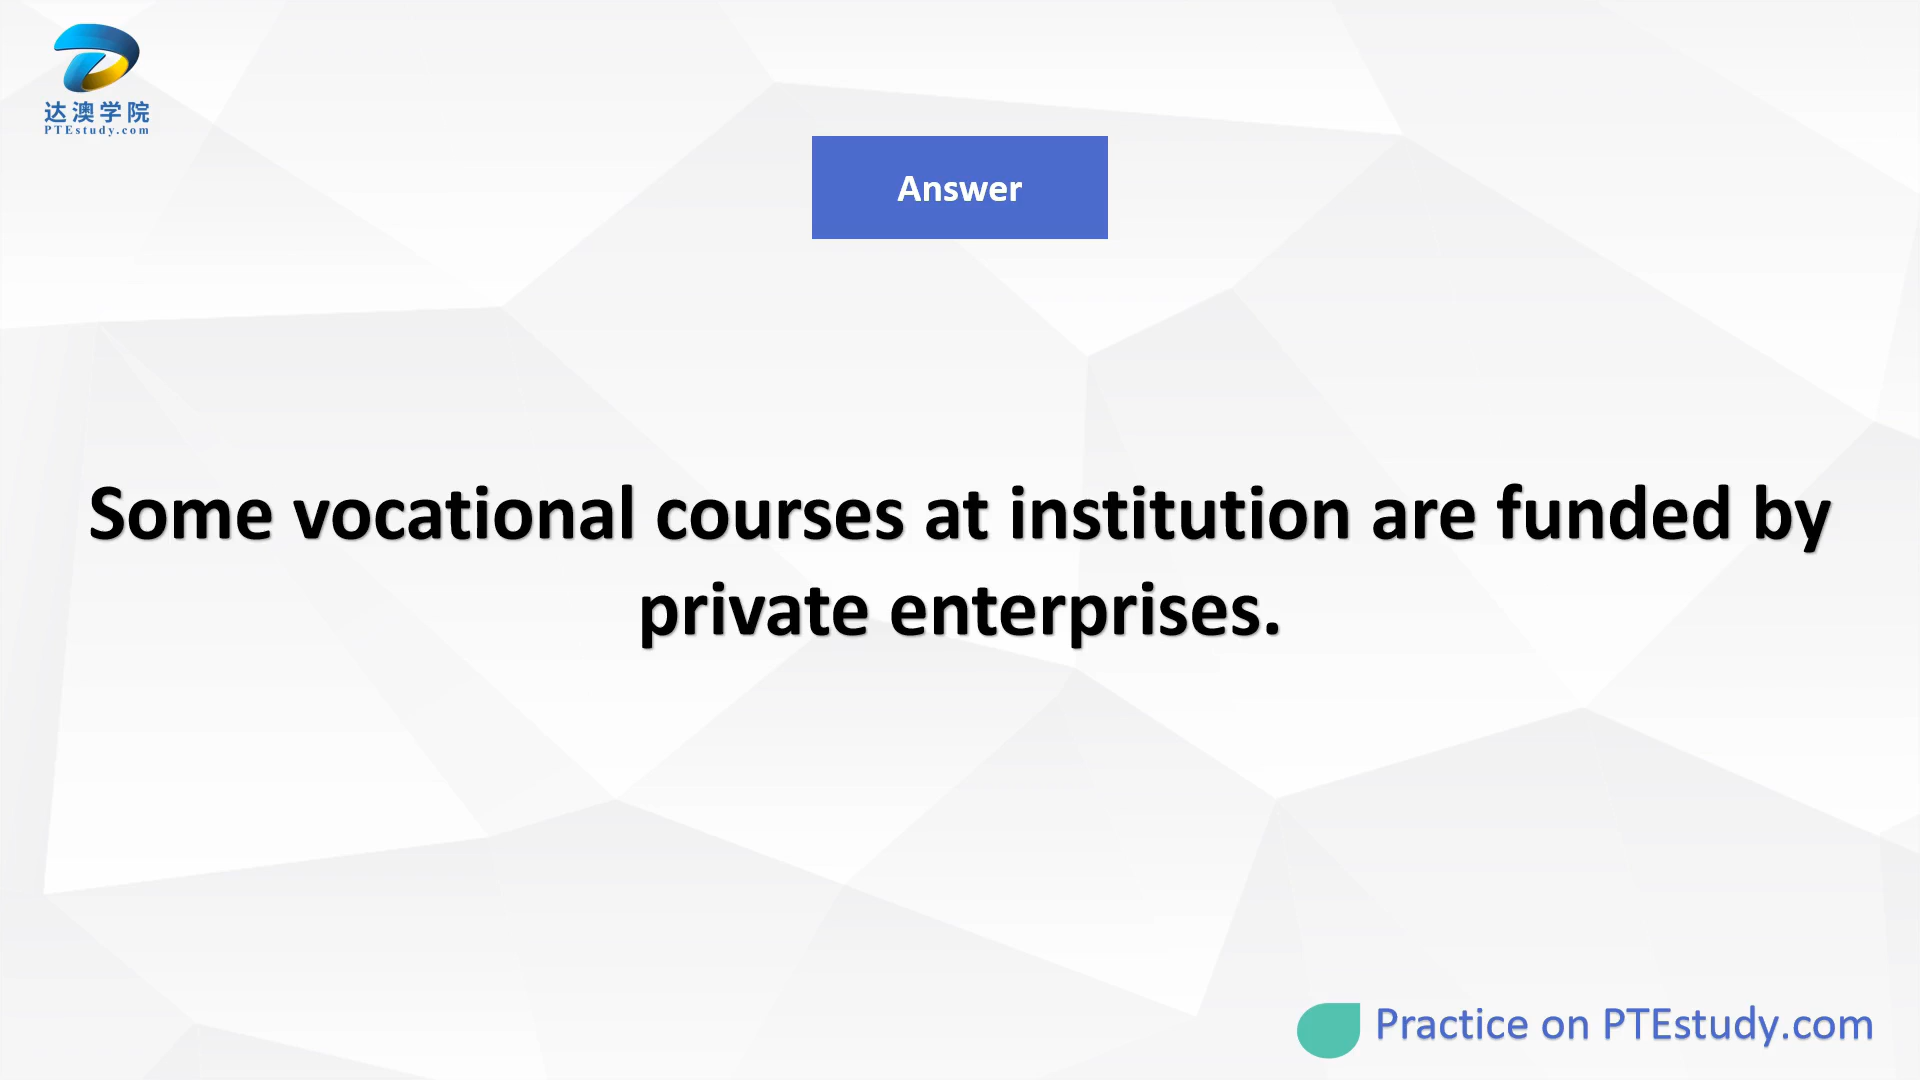 达澳学院
PTEstudy.com
Answer
Some vocational courses at institution are funded by
private enterprises.
Practice on PTEstudy.com